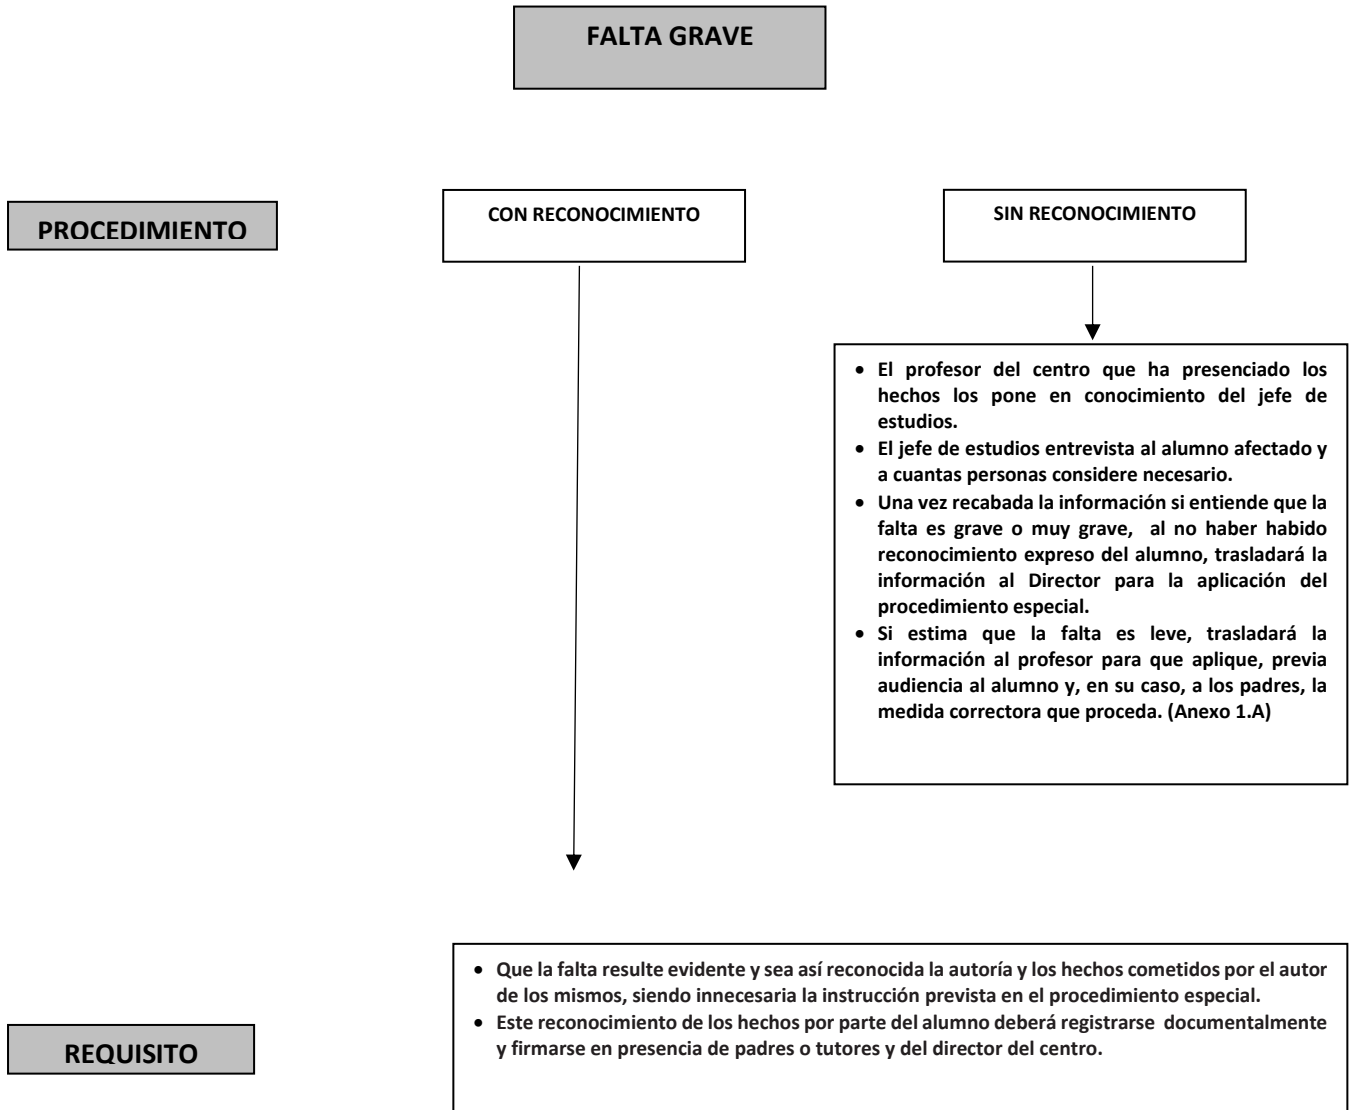 FALTA GRAVE
PROCEDIMIENTO
CON RECONOCIMIENTO
SIN RECONOCIMIENTO
• El profesor del centro que ha presenciado los
hechos los pone en conocimiento del jefe de
estudios.
• El jefe de estudios entrevista al alumno afectado y
a cuantas personas considere necesario.
• Una vez recabada la información si entiende que la
falta es grave o muy grave, al no haber habido
reconocimiento expreso del alumno, trasladará la
información al Director para la aplicación del
procedimiento especial.
• Si estima que la falta es leve, trasladará la
información al profesor para que aplique, previa
audiencia al alumno y, en su caso, a los padres, la
medida correctora que proceda. (Anexo 1.A)
REQUISITO
• Que la falta resulte evidente y sea así reconocida la autoría y los hechos cometidos por el autor
de los mismos, siendo innecesaria la instrucción prevista en el procedimiento especial.
• Este reconocimiento de los hechos por parte del alumno deberá registrarse documentalmente
y firmarse en presencia de padres o tutores y del director del centro.